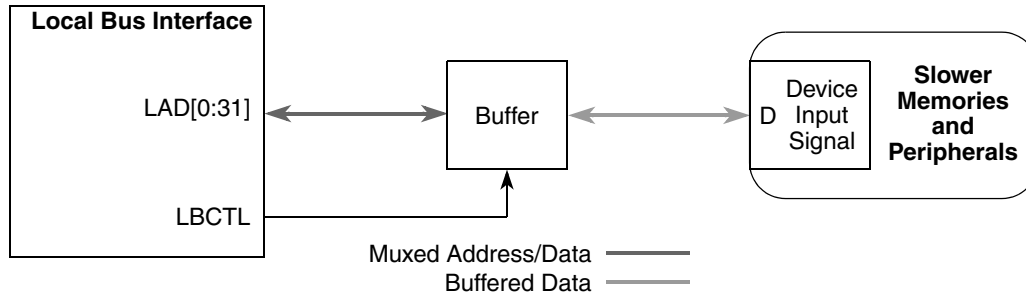 Local Bus Interface
LAD[0:31]
LBCTL
Buffer
D
Device
Input
Signal
Slower
Memories
and
Peripherals
Muxed Address/Data
Buffered Data